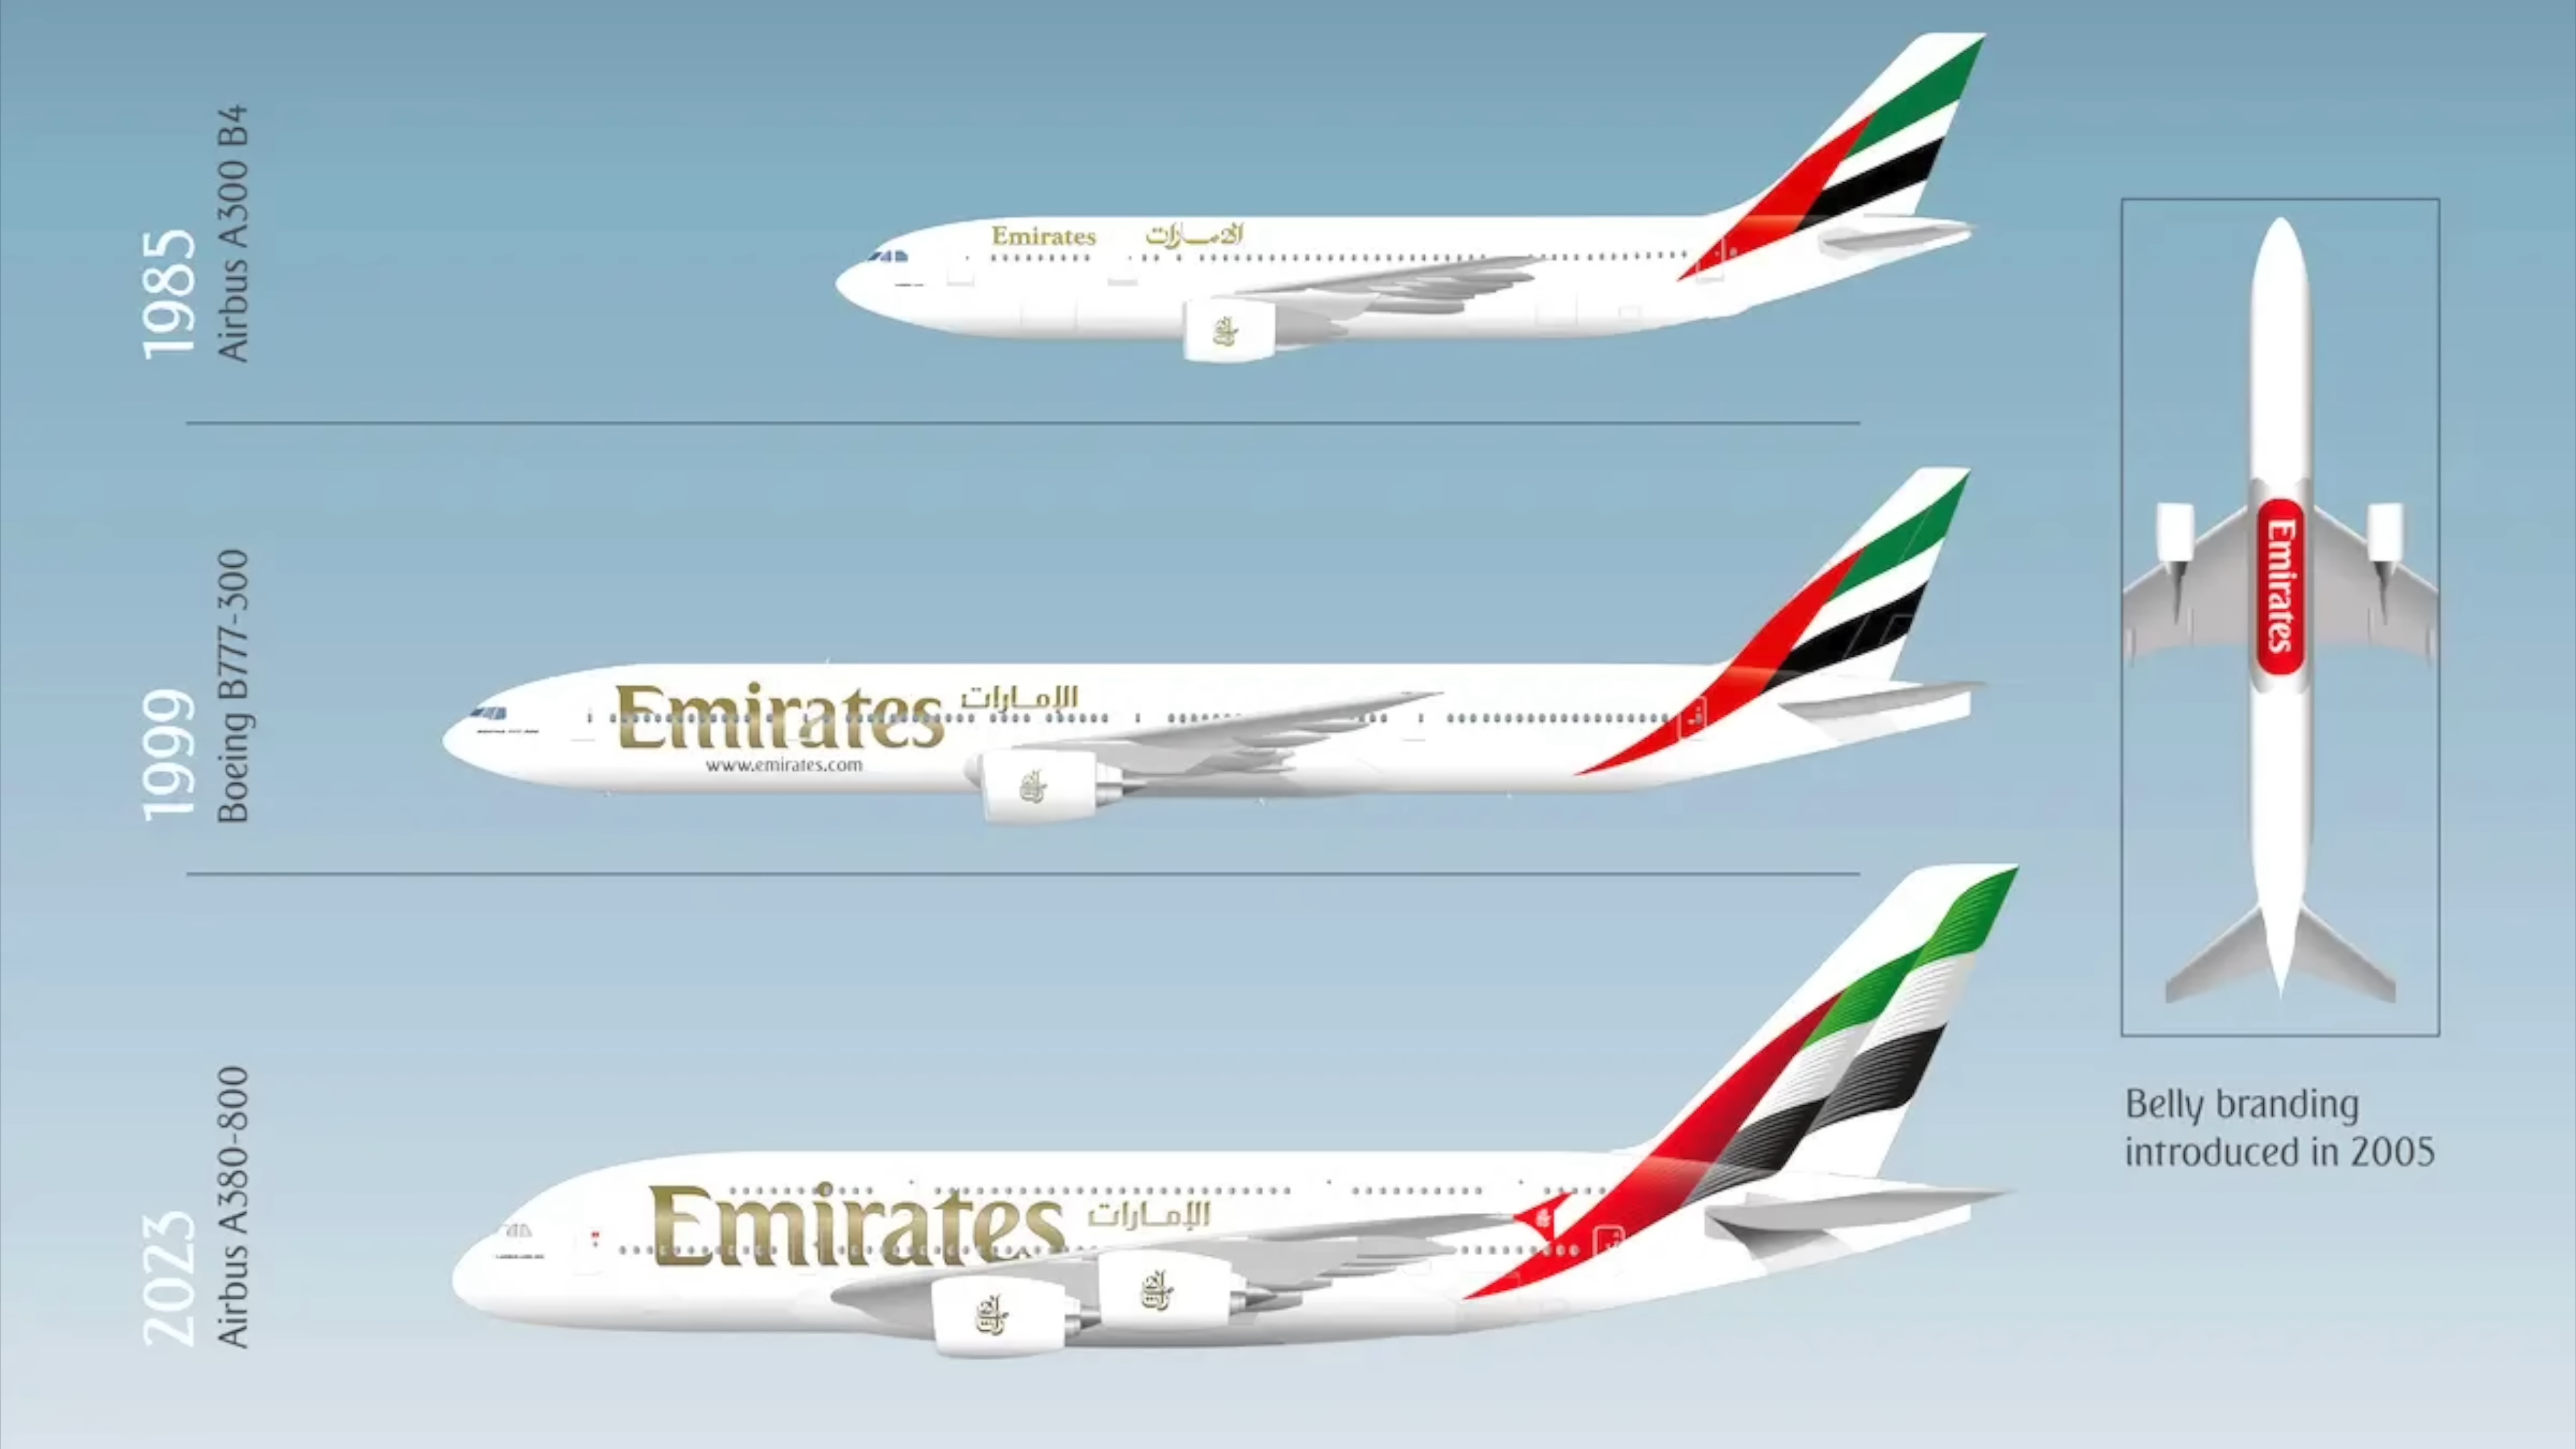 1985
Airbus A300 B4
Emirates الإمارات
1999
Boeing B777-300
Emirates الإمارات
www.emirates.com
2023
Airbus A380-800
Emirates الإمارات
Emirates
Belly branding
introduced in 2005